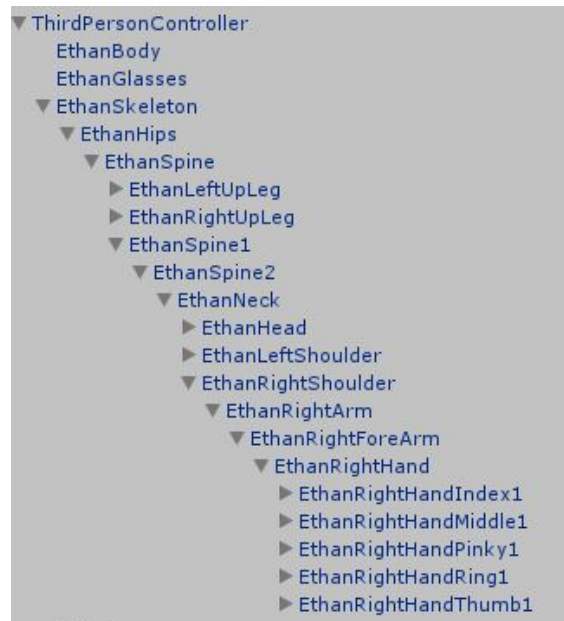 ThirdPersonController
EthanBody
EthanGlasses
EthanSkeleton
EthanHips
EthanSpine
EthanLeftUpLeg
EthanRightUpLeg
EthanSpine1
EthanSpine2
EthanNeck
EthanHead
EthanLeftShoulder
EthanRightShoulder
EthanRightArm
EthanRightForeArm
EthanRightHand
EthanRightHandIndex1
EthanRightHandMiddle1
EthanRightHandPinky1
EthanRightHandRing1
EthanRightHandThumb1